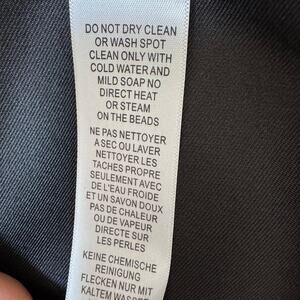 DO NOT DRY CLEAN
OR WASH SPOT
CLEAN ONLY WITH
COLD WATER AND
MILD SOAP NO
DIRECT HEAT
OR STEAM
ON THE BEADS
NE PAS NETTOYER
A SEC OU LAVER
NETTOYER LES
TACHES PROPRE
SEULEMENT AVEC
DE L'EAU FROIDE
ET UN SAVON DOUX
PAS DE CHALEUR
OU DE VAPEUR
DIRECTE SUR
LES PERLES
KEINE CHEMISCHE
REINIGUNG
FLECKEN NUR MIT
KALTEM WASSER